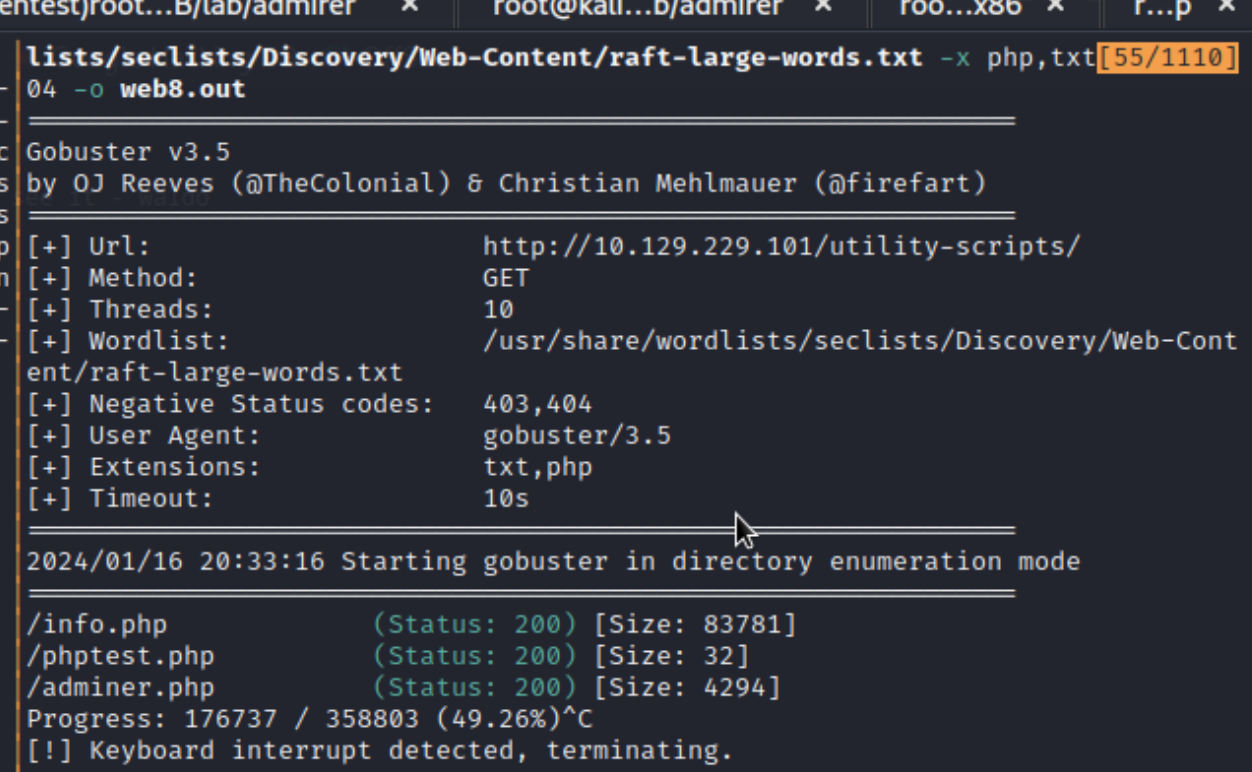 entest)root...B/lab/admirer × root@kali...b/admirer × roo...x86 × r...p ×
lists/seclists/Discovery/Web-Content/raft-large-words.txt -x php,txt[55/1110]
04 -o web8.out
Gobuster v3.5
by OJ Reeves (@TheColonial) & Christian Mehlmauer (@firefart)
[+] Url: http://10.129.229.101/utility-scripts/
[+] Method: GET
[+] Threads: 10
[+] Wordlist: /usr/share/wordlists/seclists/Discovery/Web-Cont
ent/raft-large-words.txt
[+] Negative Status codes: 403,404
[+] User Agent: gobuster/3.5
[+] Extensions: txt,php
[+] Timeout: 10s
2024/01/16 20:33:16 Starting gobuster in directory enumeration mode
/info.php (Status: 200) [Size: 83781]
/phptest.php (Status: 200) [Size: 32]
/adminer.php (Status: 200) [Size: 4294]
Progress: 176737 / 358803 (49.26%)^C
[!] Keyboard interrupt detected, terminating.